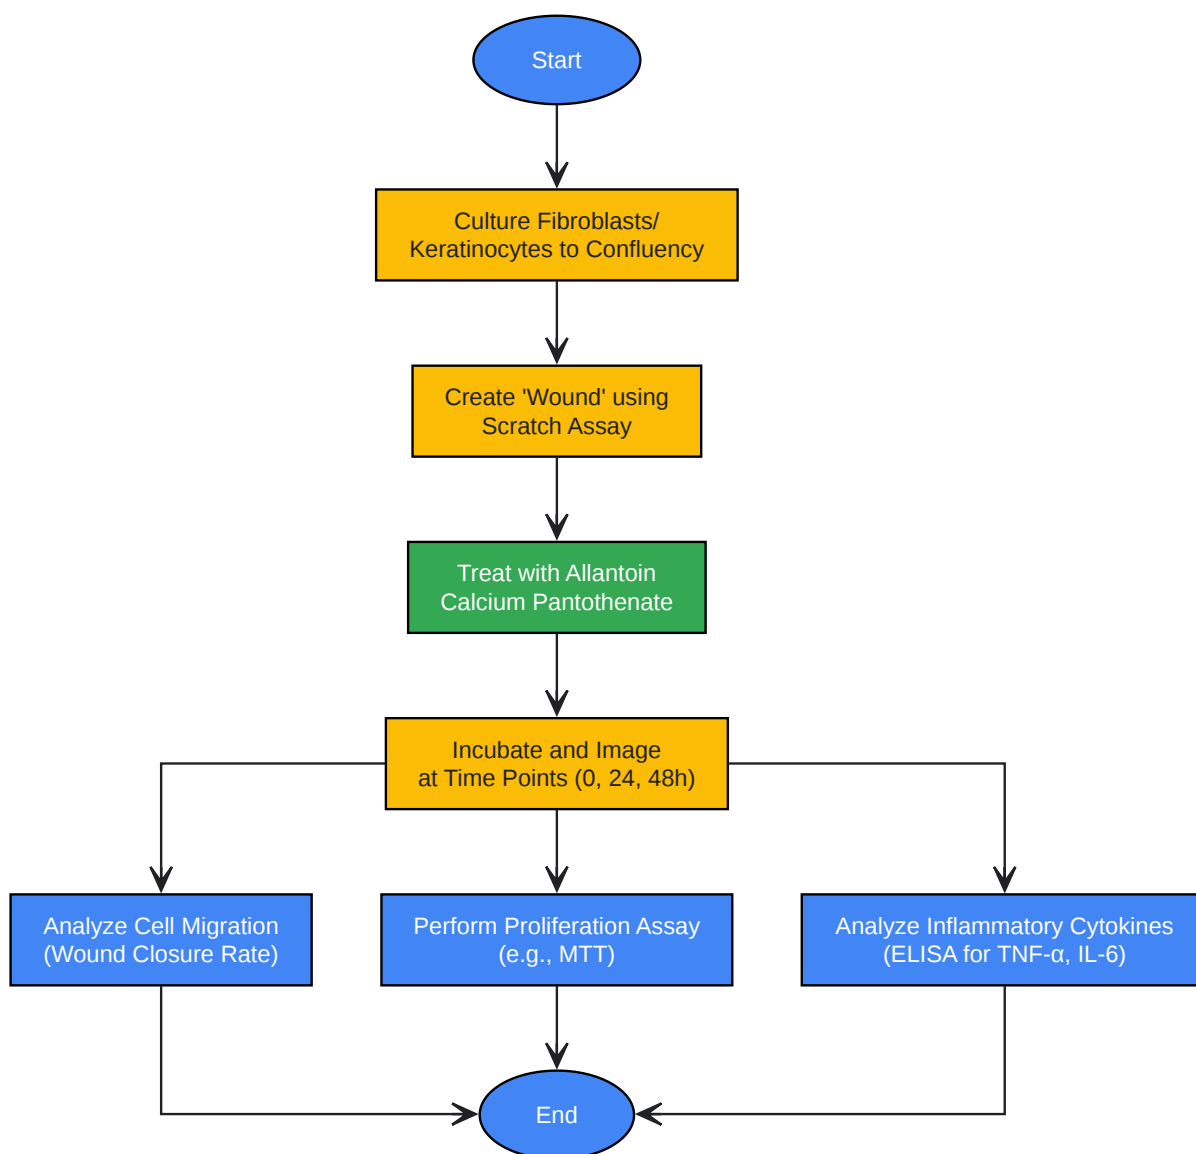 Start
Culture Fibroblasts/
Keratinocytes to Confluency
Create 'Wound' using
Scratch Assay
Treat with Allantoin
Calcium Pantothenate
Incubate and Image
at Time Points (0, 24, 48h)
Analyze Cell Migration
(Wound Closure Rate)
Perform Proliferation Assay
(e.g., MTT)
Analyze Inflammatory Cytokines
(ELISA for TNF-α, IL-6)
End